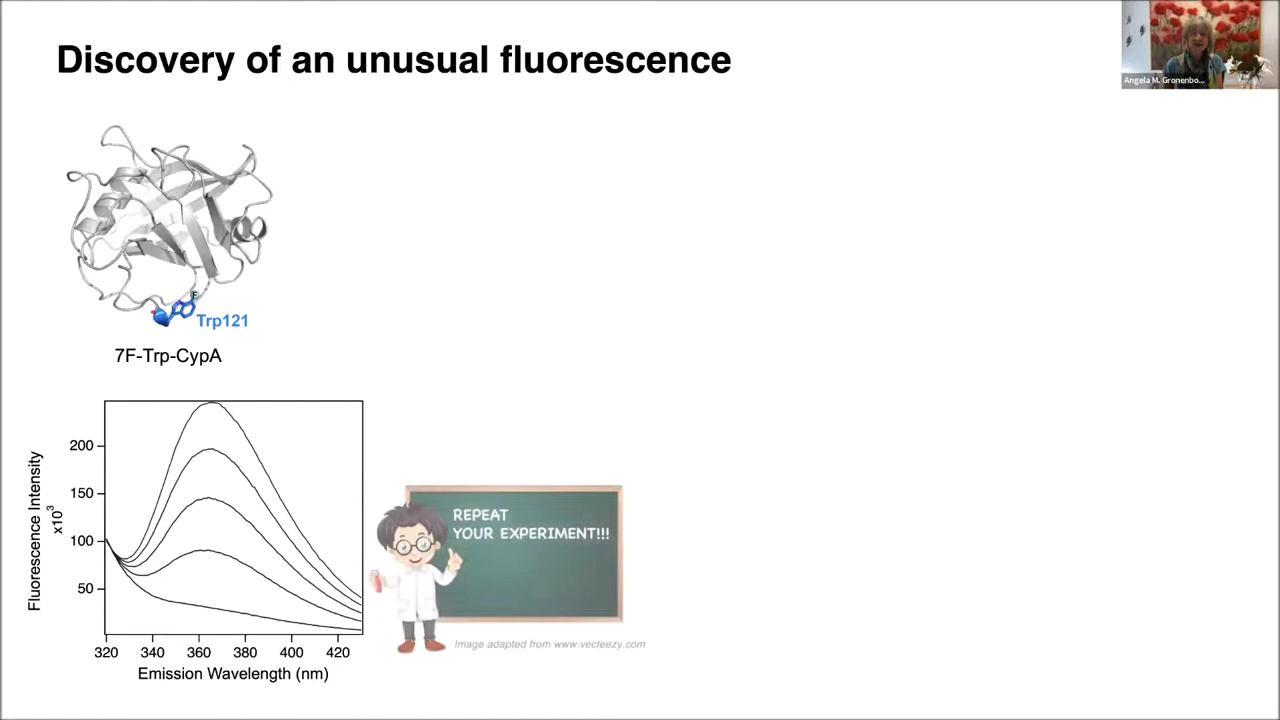 Discovery of an unusual fluorescence
Angela M. Gronenbo...
F
Trp121
7F-Trp-CypA
Fluorescence Intensity
x10³
200
150
100
50
320 340 360 380 400 420
Emission Wavelength (nm)
REPEAT
YOUR EXPERIMENT!!!
Image adapted from www.vecteezy.com